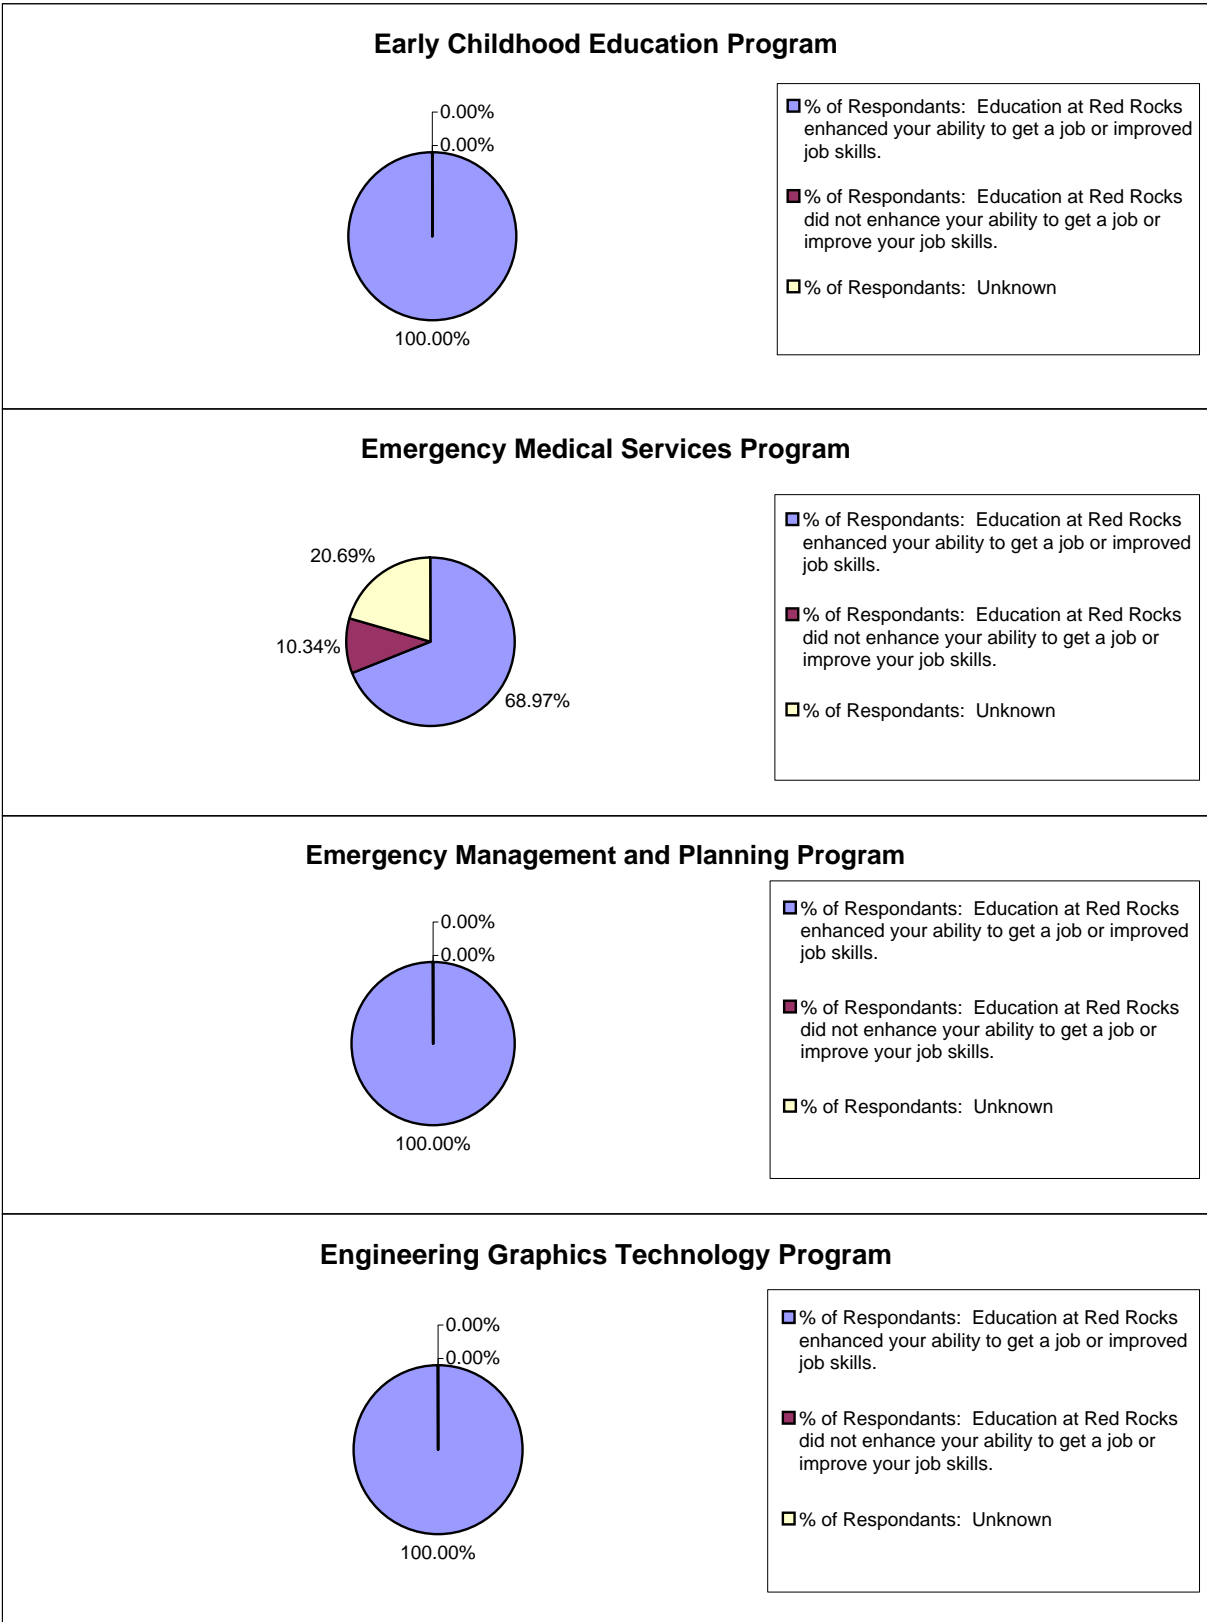 Early Childhood Education Program
0.00%
0.00%
100.00%
% of Respondants:  Education at Red Rocks
enhanced your ability to get a job or improved
job skills.
% of Respondants:  Education at Red Rocks
did not enhance your ability to get a job or
improve your job skills.
% of Respondants:  Unknown
Emergency Medical Services Program
20.69%
10.34%
68.97%
% of Respondants:  Education at Red Rocks
enhanced your ability to get a job or improved
job skills.
% of Respondants:  Education at Red Rocks
did not enhance your ability to get a job or
improve your job skills.
% of Respondants:  Unknown
Emergency Management and Planning Program
0.00%
0.00%
100.00%
% of Respondants:  Education at Red Rocks
enhanced your ability to get a job or improved
job skills.
% of Respondants:  Education at Red Rocks
did not enhance your ability to get a job or
improve your job skills.
% of Respondants:  Unknown
Engineering Graphics Technology Program
0.00%
0.00%
100.00%
% of Respondants:  Education at Red Rocks
enhanced your ability to get a job or improved
job skills.
% of Respondants:  Education at Red Rocks
did not enhance your ability to get a job or
improve your job skills.
% of Respondants:  Unknown